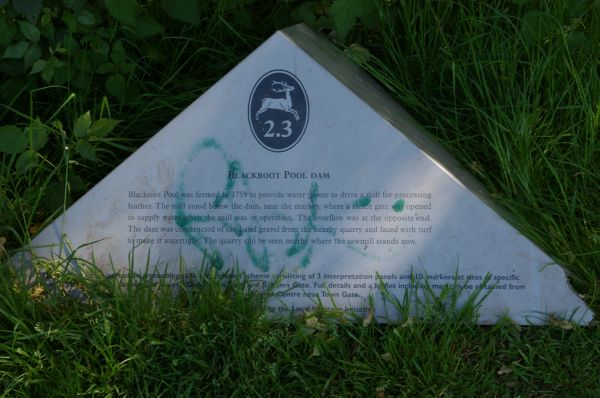 2.3
BLACKROOT POOL DAM
Blackroot Pool was formed in 1759 to provide water power to drive a mill for processing
leather. The mill stood below the dam, near the marker, where a sluice gate was opened
to supply water when the mill was in operation. The overflow was at the opposite end.
The dam was constructed of sand and gravel from the nearby quarry and faced with turf
to make it watertight. The quarry can be seen nearby where the sawmill stands now.
scheme consisting of 3 interpretation panels and 10 markers at sites of specific
Gate. Full details and a leaflet including map can be obtained from
Centre near Town Gate.
by the Local Heritage Initiative